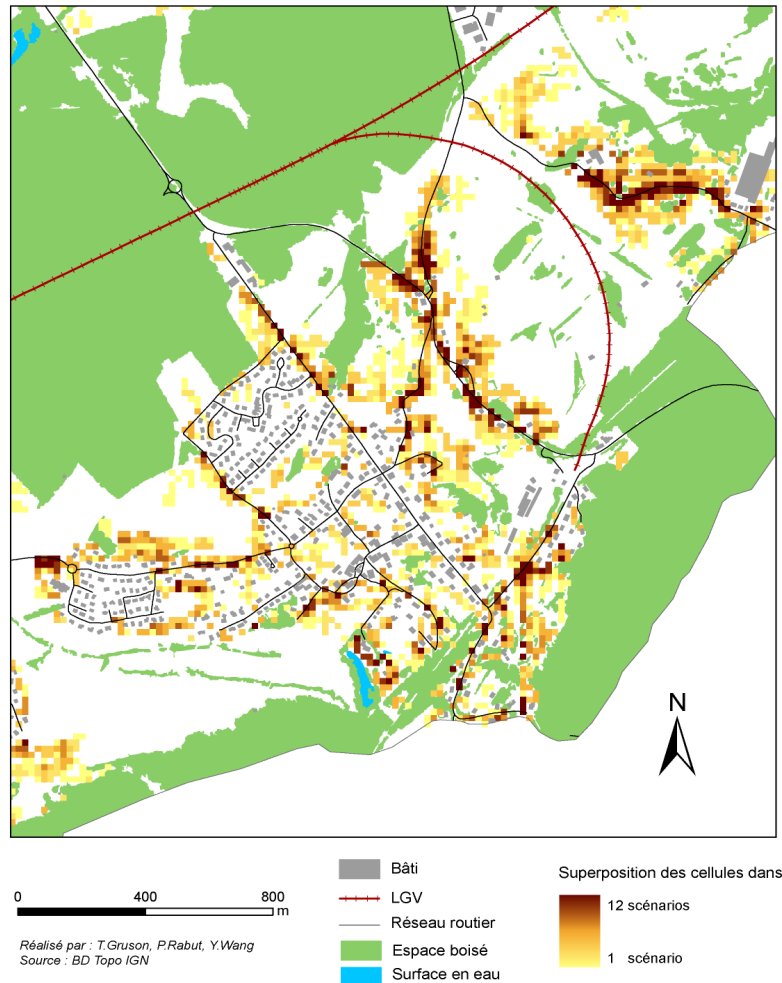 N
0 400 800
m
Réalisé par : T.Gruson, P.Rabut, Y.Wang
Source : BD Topo IGN
Bâti
LGV
Réseau routier
Espace boisé
Surface en eau
Superposition des cellules dans
12 scénarios
1 scénario